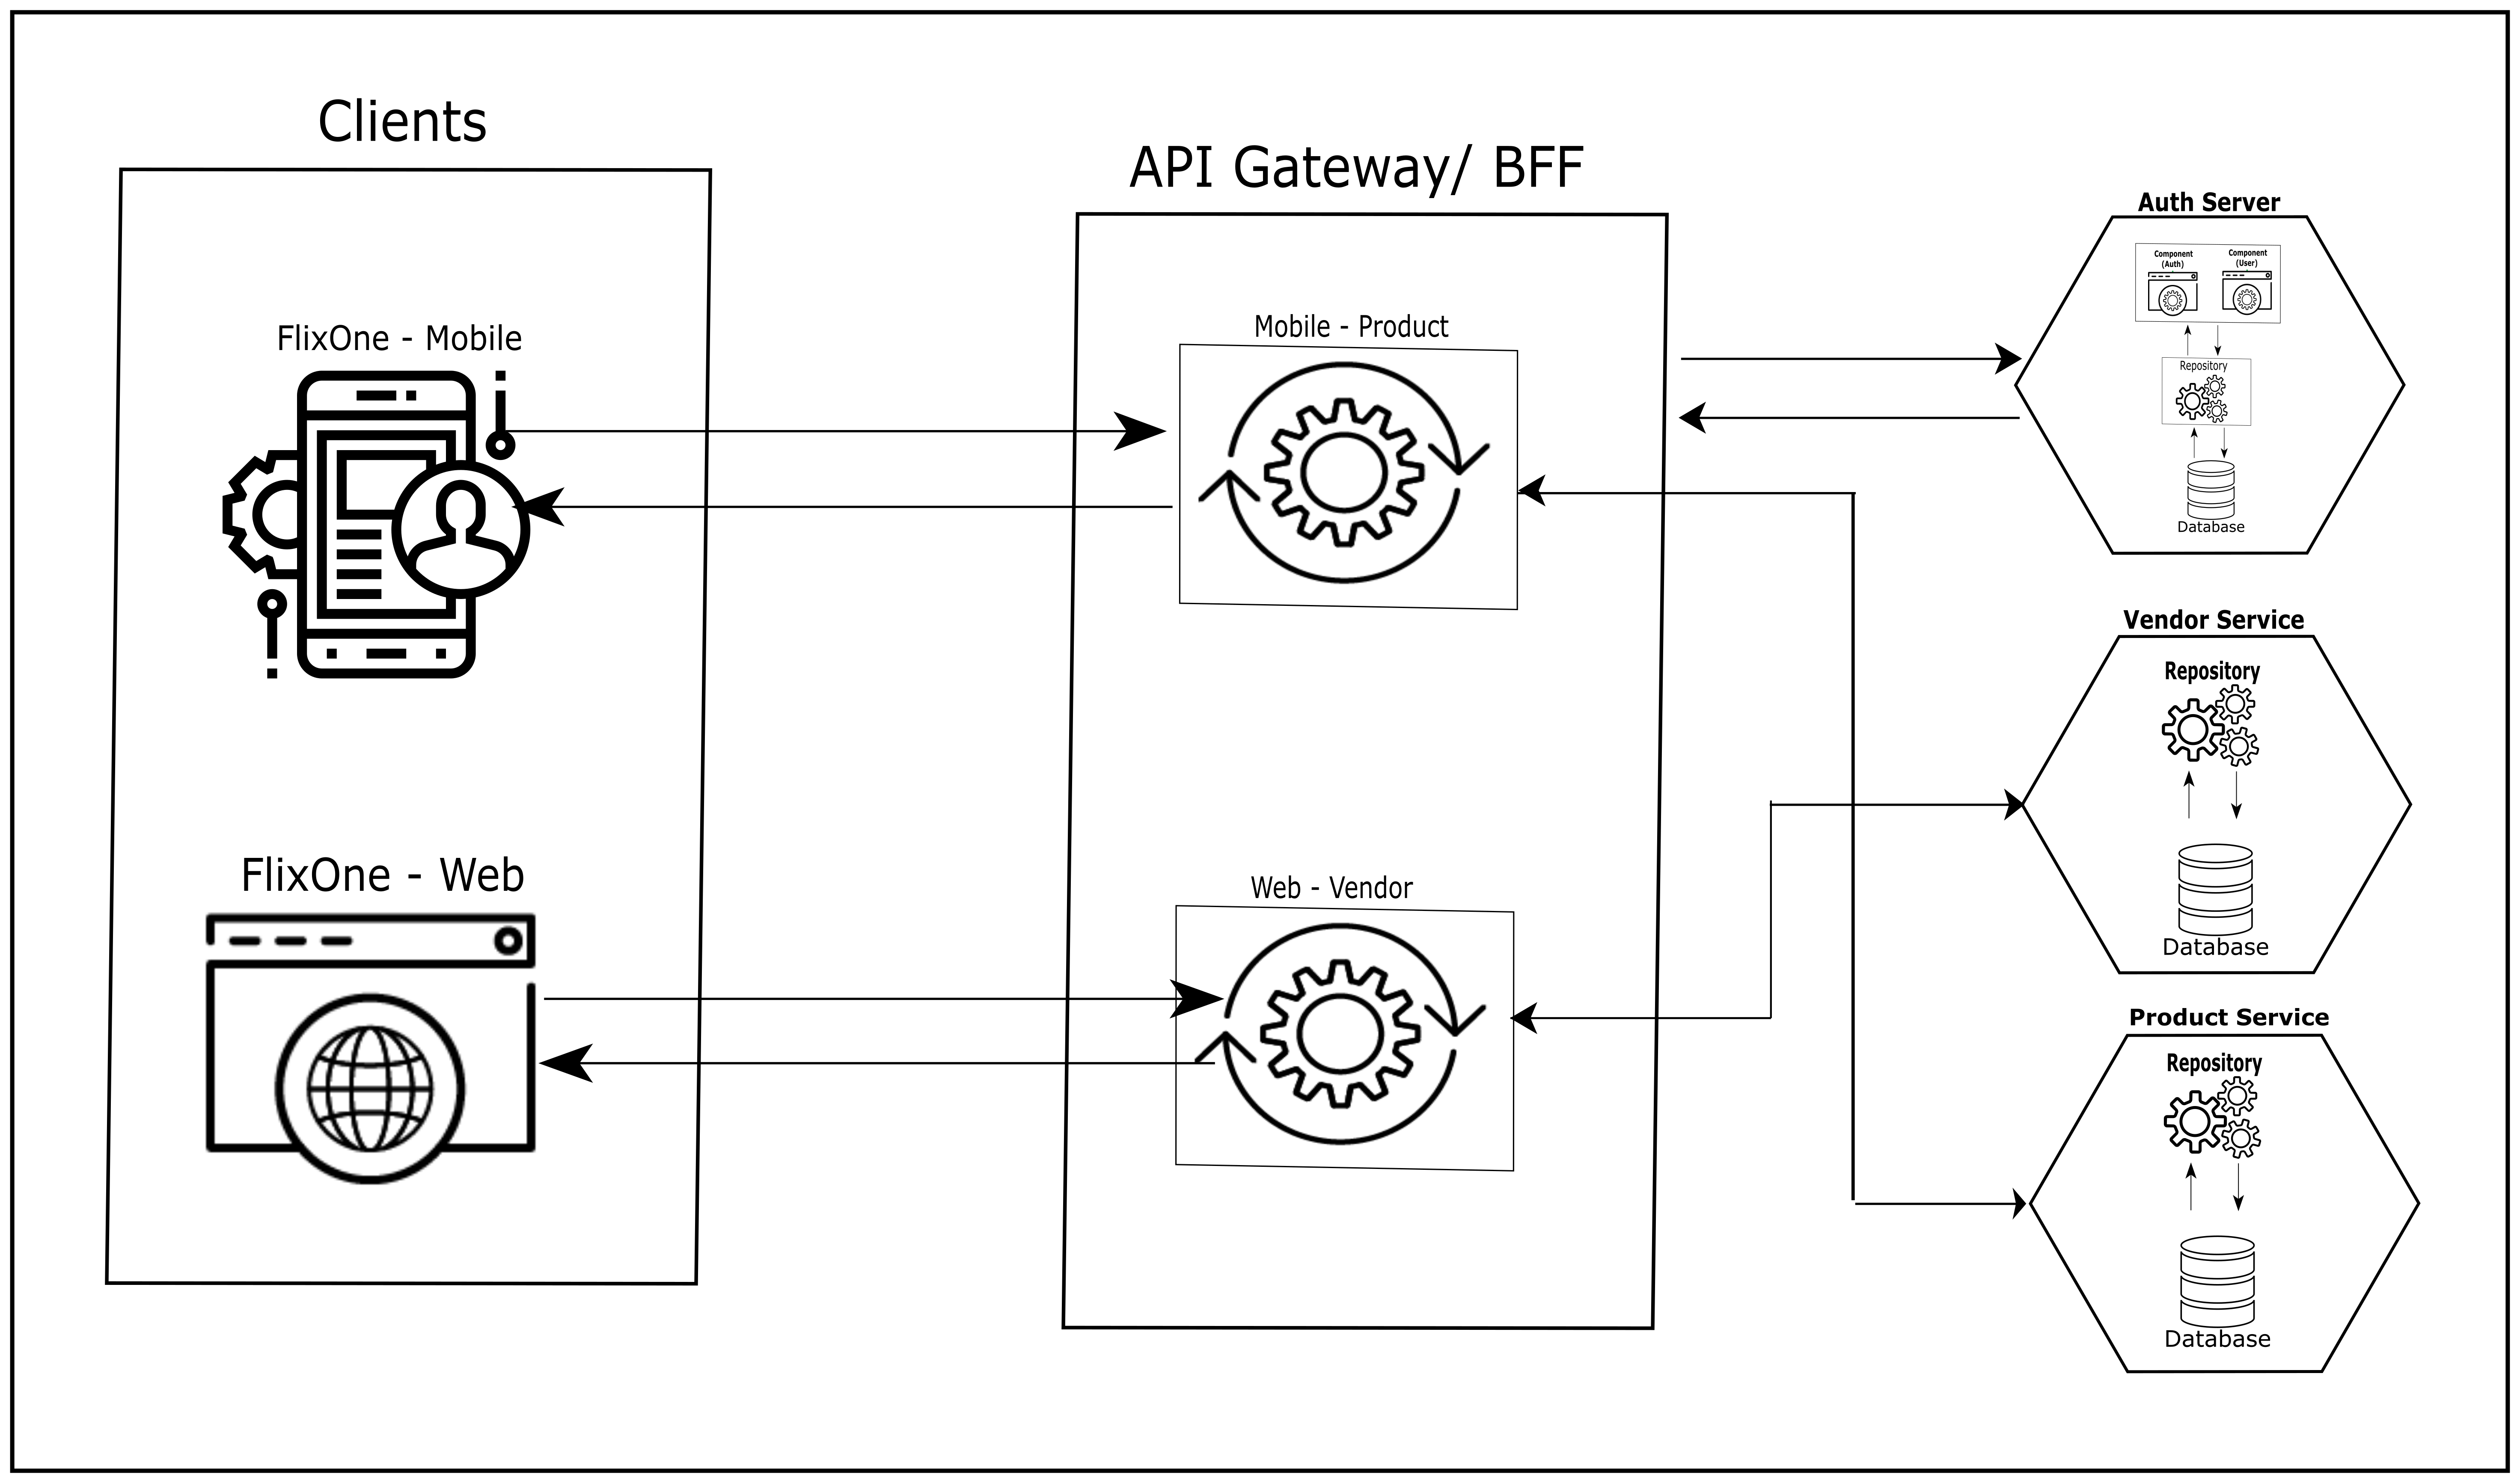 Clients
FlixOne - Mobile
FlixOne - Web
API Gateway/ BFF
Mobile - Product
Web - Vendor
Auth Server
Component
(Auth)
Component
(User)
Repository
Database
Vendor Service
Repository
Database
Product Service
Repository
Database